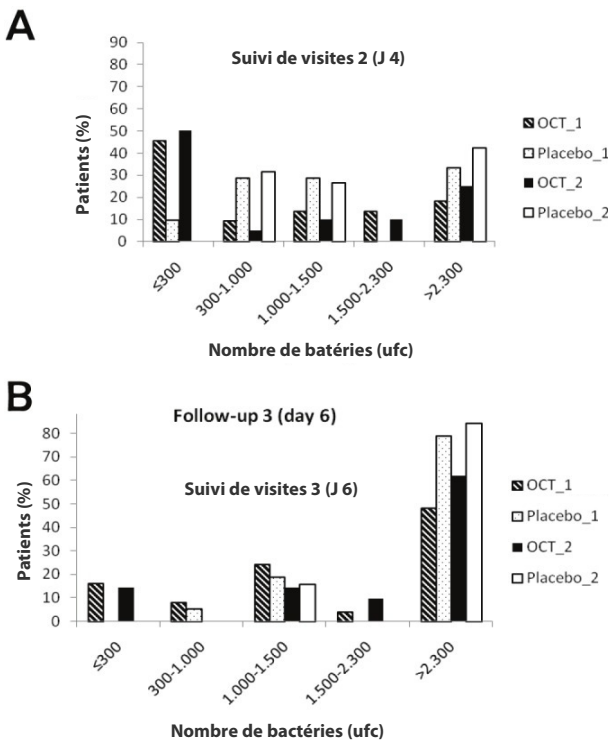 A
Suivi de visites 2 (J 4)
90
80
70
60
50
40
30
20
10
0
Patients (%)
≤300
300-1.000
1.000-1.500
1.500-2.300
>2.300
Nombre de batéries (ufc)
OCT_1
Placebo_1
OCT_2
Placebo_2
B
Follow-up 3 (day 6)
Suivi de visites 3 (J 6)
80
70
60
50
40
30
20
10
0
Patients (%)
≤300
300-1.000
1.000-1.500
1.500-2.300
>2.300
Nombre de bactéries (ufc)
OCT_1
Placebo_1
OCT_2
Placebo_2